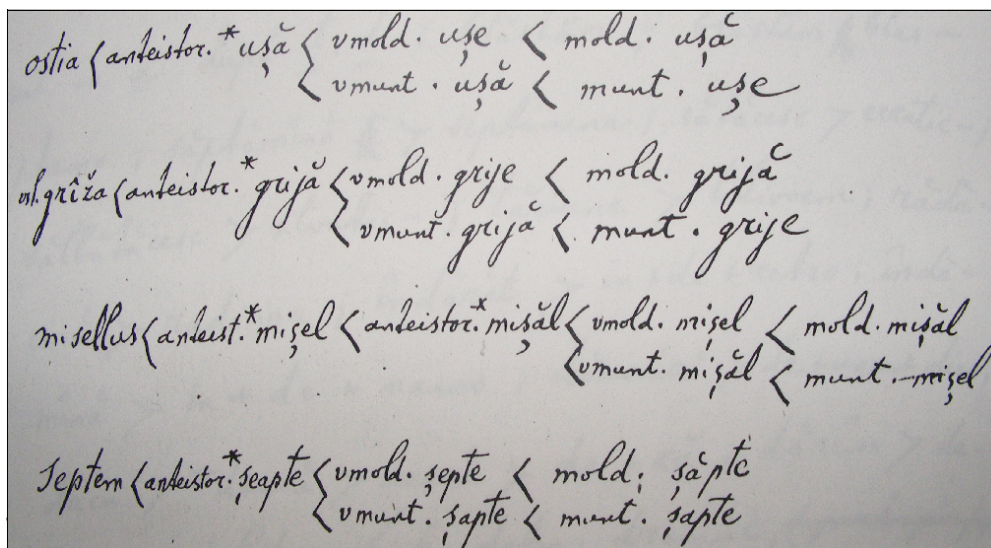 ostia < anteistor. *ușă < vmold. ușe < mold. ușă
< vmunt. ușă < munt. ușe
vsl. grîža < anteistor. *grijă < vmold. grije < mold. grijă
< vmunt. grijă < munt. grije
misellus < anteist. *mișel < anteistor. *mișăl < vmold. mișel < mold. mișăl
< vmunt. mișăl < munt. mișel
septem < anteistor. *șeapte < vmold. șepte < mold. șăpte
< vmunt. șapte < munt. șapte